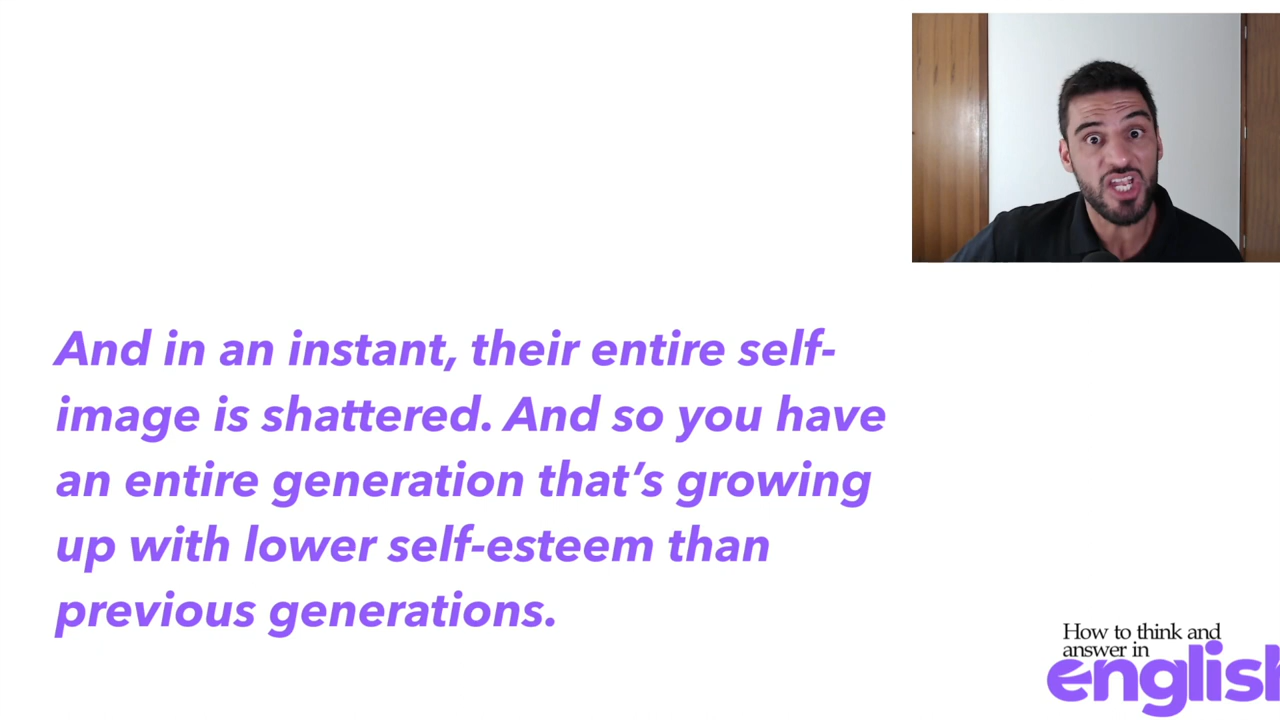 And in an instant, their entire self-
image is shattered. And so you have
an entire generation that’s growing
up with lower self-esteem than
previous generations.
How to think and
answer in
english